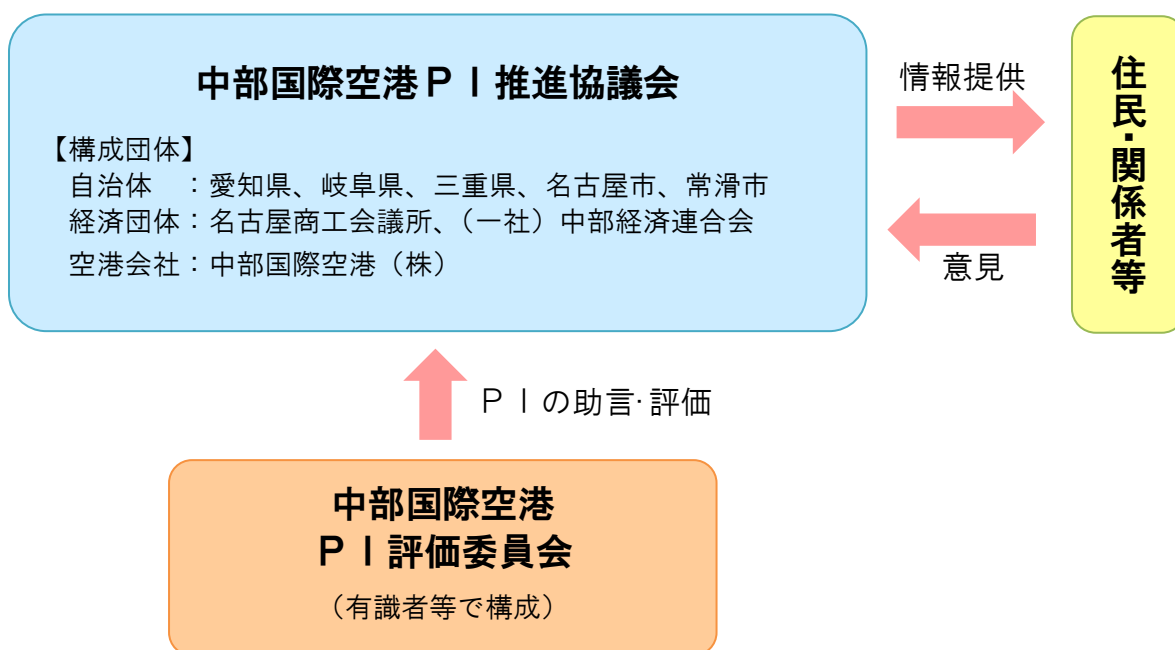 中部国際空港ＰＩ推進協議会
【構成団体】
自治体　：愛知県、岐阜県、三重県、名古屋市、常滑市
経済団体：名古屋商工会議所、（一社）中部経済連合会
空港会社：中部国際空港（株）
情報提供
意見
住民・関係者等
ＰＩの助言・評価
中部国際空港
ＰＩ評価委員会
（有識者等で構成）